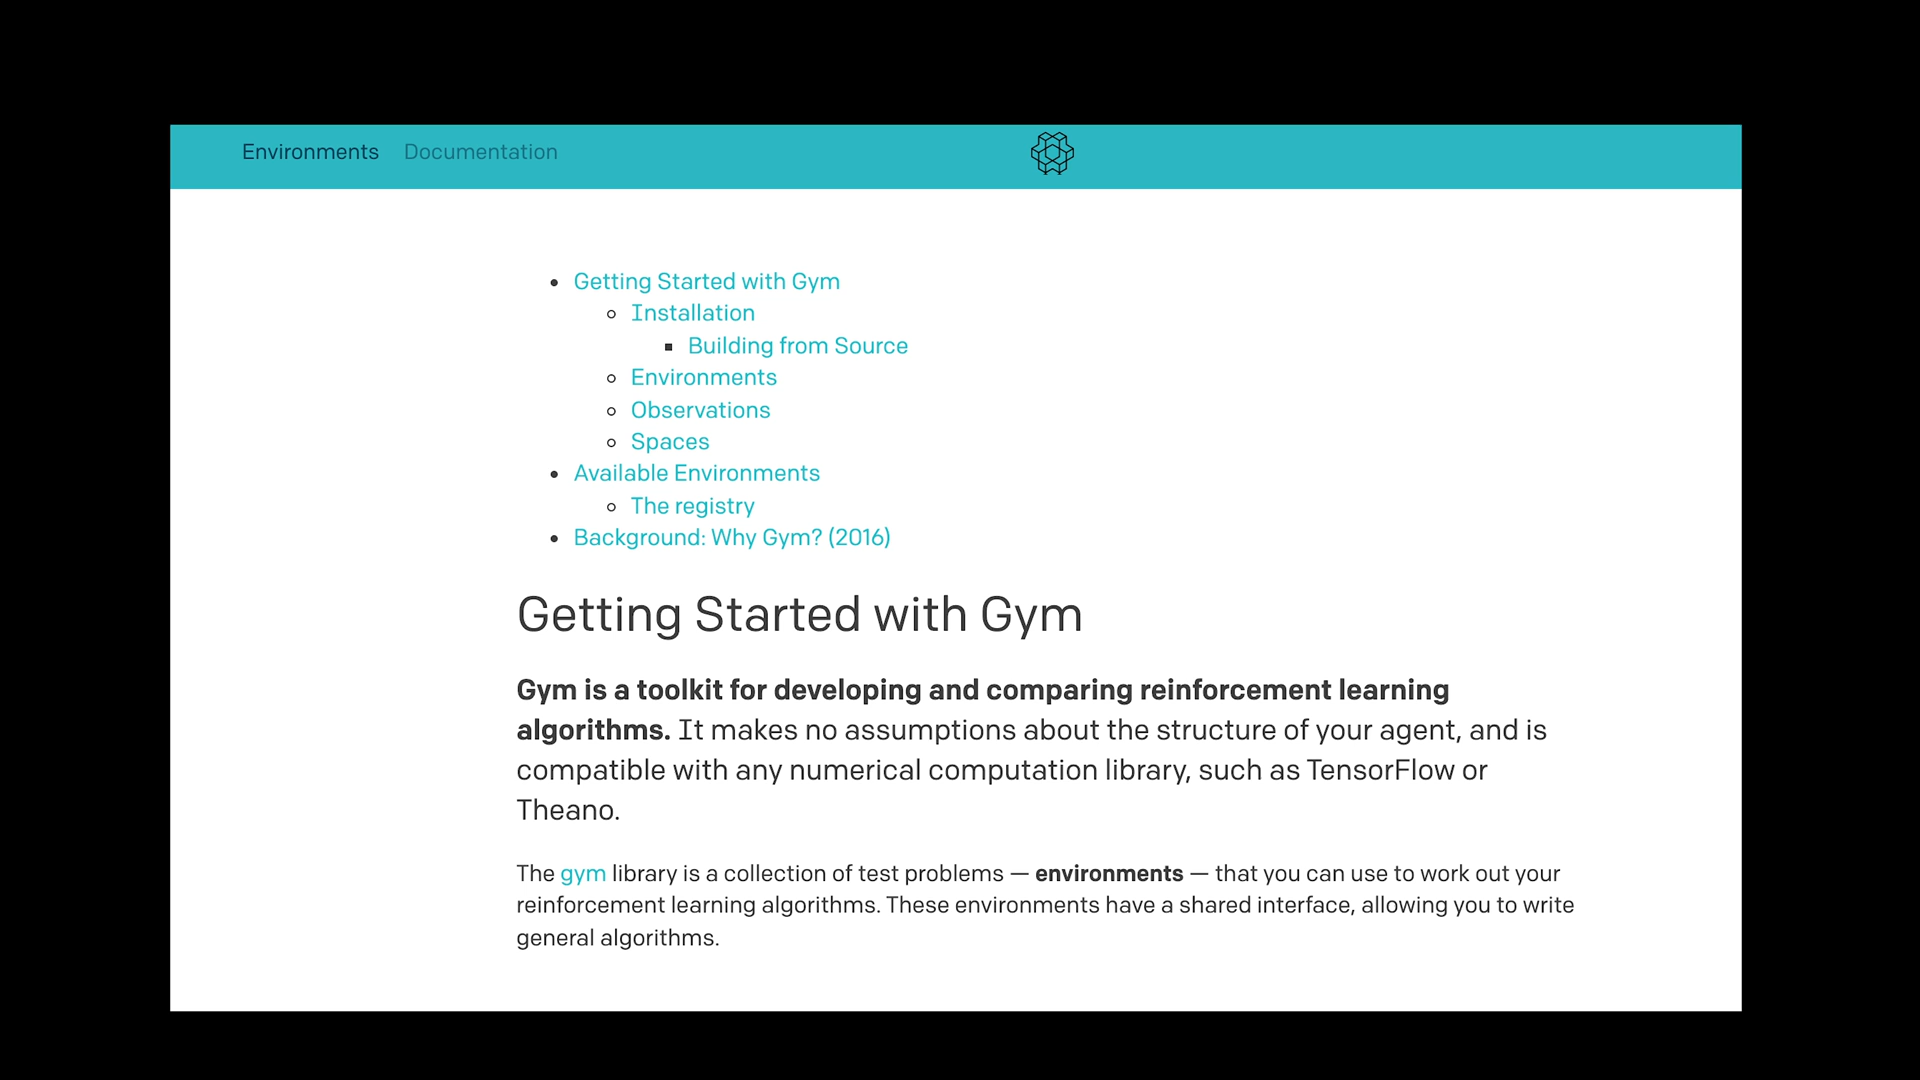 Environments Documentation
Getting Started with Gym
Installation
Building from Source
Environments
Observations
Spaces
Available Environments
The registry
Background: Why Gym? (2016)
Getting Started with Gym
Gym is a toolkit for developing and comparing reinforcement learning
algorithms. It makes no assumptions about the structure of your agent, and is
compatible with any numerical computation library, such as TensorFlow or
Theano.
The gym library is a collection of test problems — environments — that you can use to work out your
reinforcement learning algorithms. These environments have a shared interface, allowing you to write
general algorithms.